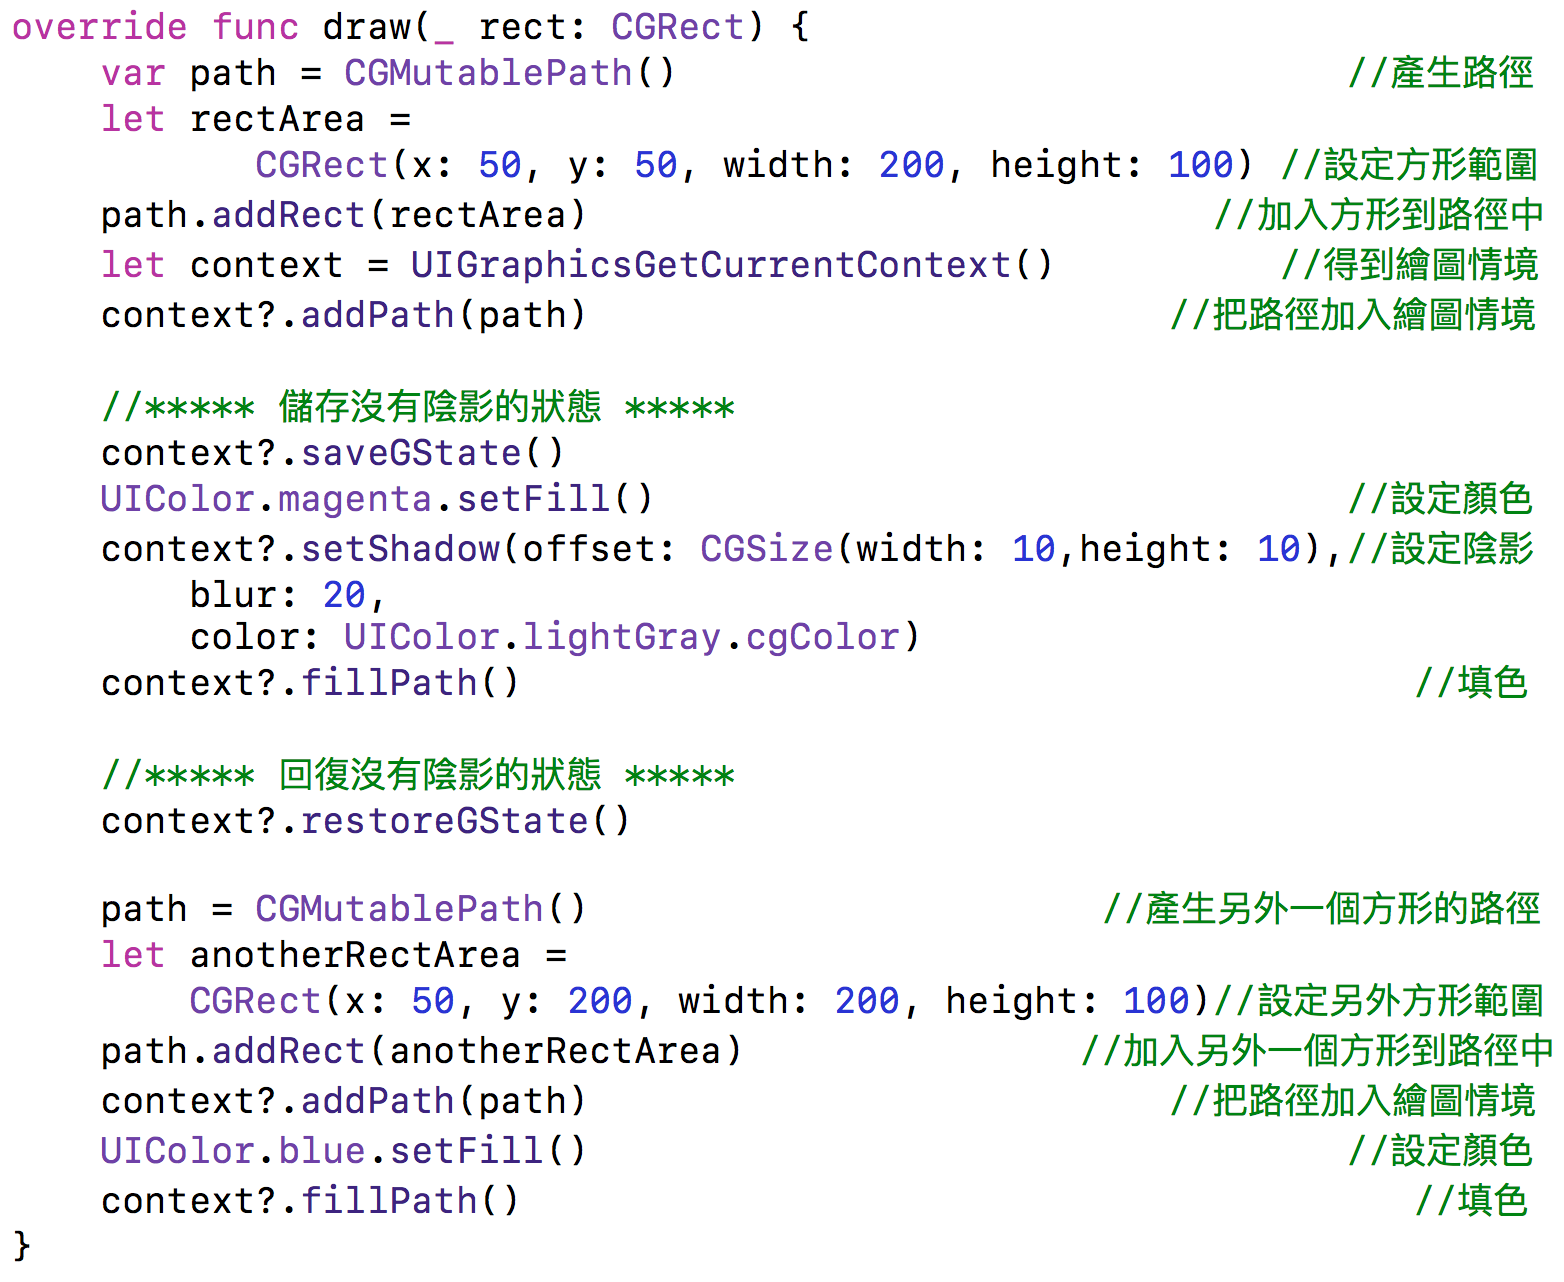 override func draw(_ rect: CGRect) {
    var path = CGMutablePath()                              //產生路徑
    let rectArea =
           CGRect(x: 50, y: 50, width: 200, height: 100) //設定方形範圍
    path.addRect(rectArea)                            //加入方形到路徑中
    let context = UIGraphicsGetCurrentContext()          //得到繪圖情境
    context?.addPath(path)                          //把路徑加入繪圖情境

    //***** 儲存沒有陰影的狀態 *****
    context?.saveGState()
    UIColor.magenta.setFill()                               //設定顏色
    context?.setShadow(offset: CGSize(width: 10,height: 10),//設定陰影
        blur: 20,
        color: UIColor.lightGray.cgColor)
    context?.fillPath()                                        //填色

    //***** 回復沒有陰影的狀態 *****
    context?.restoreGState()

    path = CGMutablePath()                       //產生另外一個方形的路徑
    let anotherRectArea =
        CGRect(x: 50, y: 200, width: 200, height: 100)//設定另外方形範圍
    path.addRect(anotherRectArea)               //加入另外一個方形到路徑中
    context?.addPath(path)                          //把路徑加入繪圖情境
    UIColor.blue.setFill()                                  //設定顏色
    context?.fillPath()                                        //填色
}